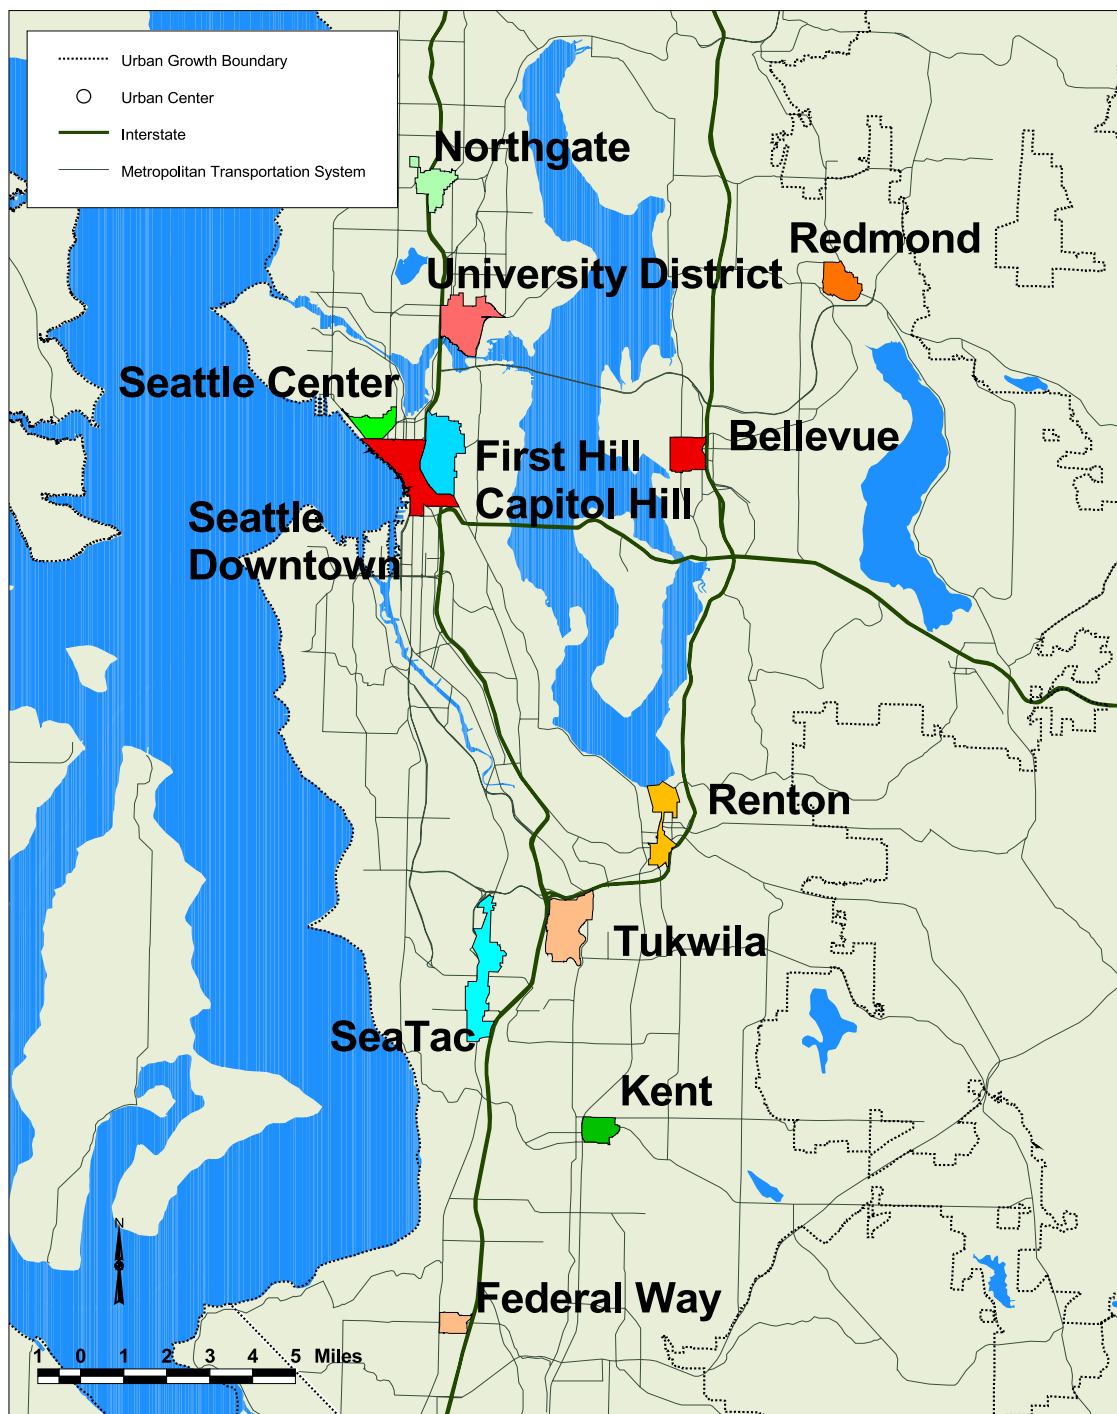 Urban Growth Boundary
Urban Center
Interstate
Metropolitan Transportation System
Northgate
Redmond
University District
Seattle Center
Bellevue
First Hill
Capitol Hill
Seattle
Downtown
Renton
Tukwila
SeaTac
Kent
N
Federal Way
1 0 1 2 3 4 5 Miles